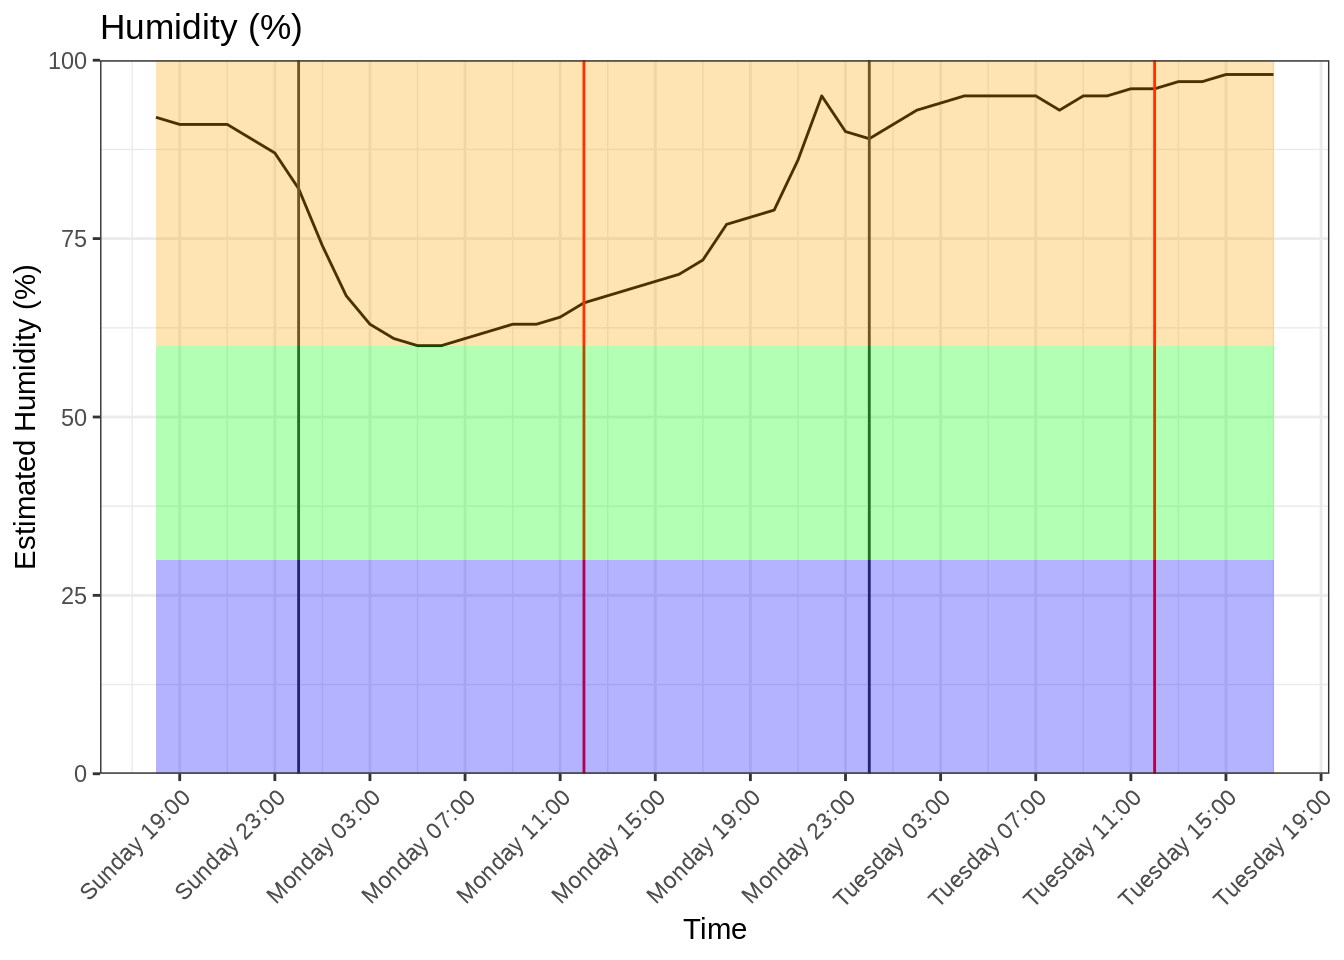 Humidity (%)
Estimated Humidity (%)
100
75
50
25
0
Sunday 19:00
Sunday 23:00
Monday 03:00
Monday 07:00
Monday 11:00
Monday 15:00
Monday 19:00
Monday 23:00
Tuesday 03:00
Tuesday 07:00
Tuesday 11:00
Tuesday 15:00
Tuesday 19:00
Time